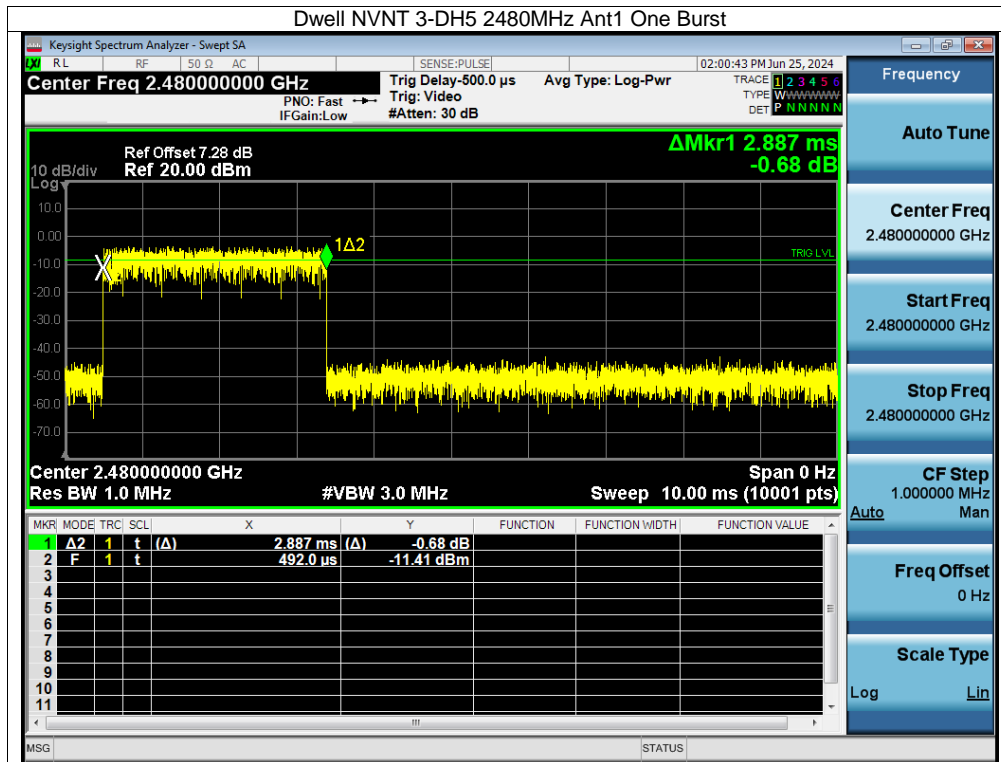 Dwell NVNT 3-DH5 2480MHz Ant1 One Burst
Keysight Spectrum Analyzer - Swept SA
LXI RL RF 50 Ω AC SENSE:PULSE 02:00:43 PM Jun 25, 2024
Center Freq 2.480000000 GHz Trig Delay-500.0 µs Avg Type: Log-Pwr TRACE 1 2 3 4 5 6
PNO: Fast Trig: Video TYPE WWWWWW
IFGain:Low #Atten: 30 dB DET P N N N N N
Frequency
Auto Tune
ΔMkr1 2.887 ms
-0.68 dB
Ref Offset 7.28 dB
10 dB/div Ref 20.00 dBm
Log
10.0
0.00
-10.0
-20.0
-30.0
-40.0
-50.0
-60.0
-70.0
1Δ2
TRIG LVL
Center 2.480000000 GHz Span 0 Hz
Res BW 1.0 MHz #VBW 3.0 MHz Sweep 10.00 ms (10001 pts)
MKR MODE TRC SCL X Y FUNCTION FUNCTION WIDTH FUNCTION VALUE
1 Δ2 1 t (Δ) 2.887 ms (Δ) -0.68 dB
2 F 1 t 492.0 µs -11.41 dBm
3
4
5
6
7
8
9
10
11
Center Freq
2.480000000 GHz
Start Freq
2.480000000 GHz
Stop Freq
2.480000000 GHz
CF Step
1.000000 MHz
Auto Man
Freq Offset
0 Hz
Scale Type
Log Lin
MSG STATUS